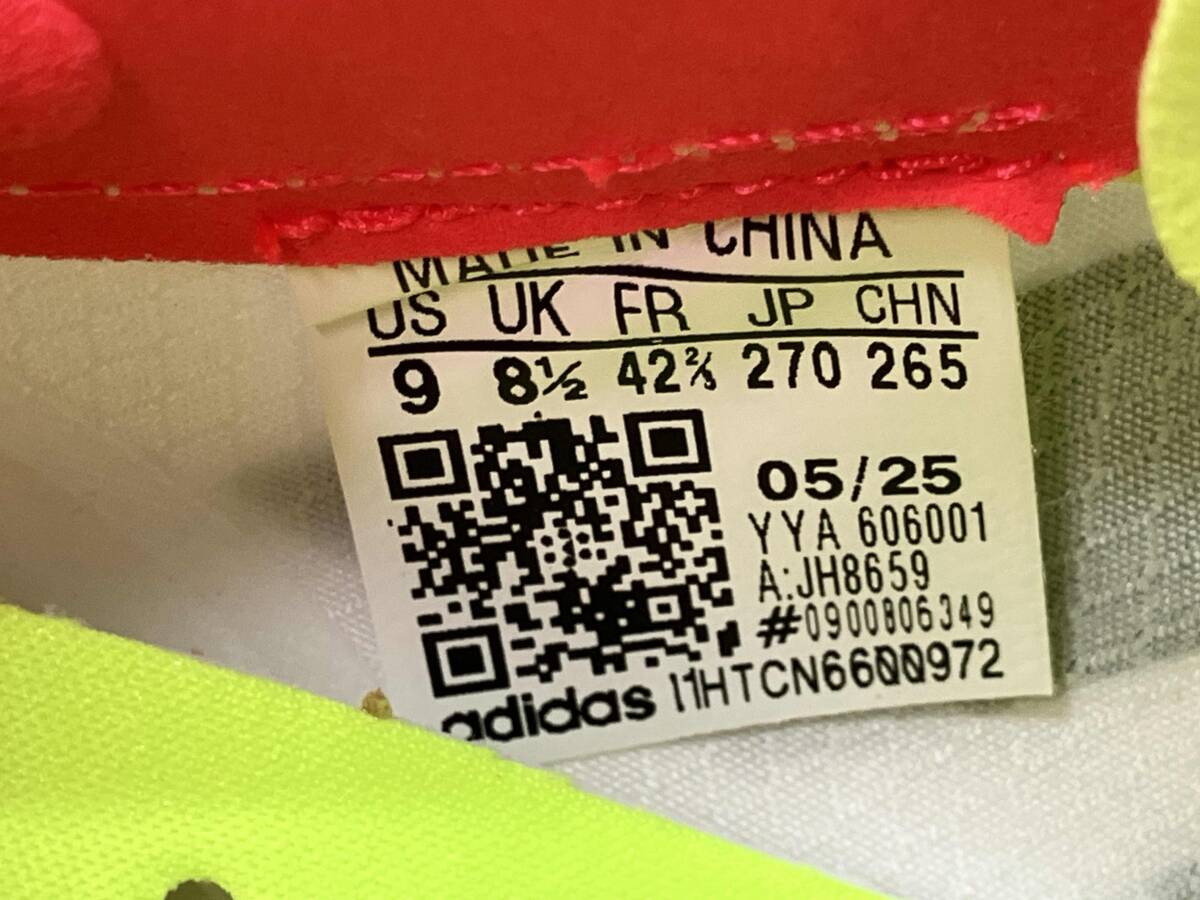 MADE IN CHINA
US UK FR JP CHN
9 8½ 42⅔ 270 265
05/25
YYA 606001
A:JH8659
#0900806349
adidas I1HTCN6600972